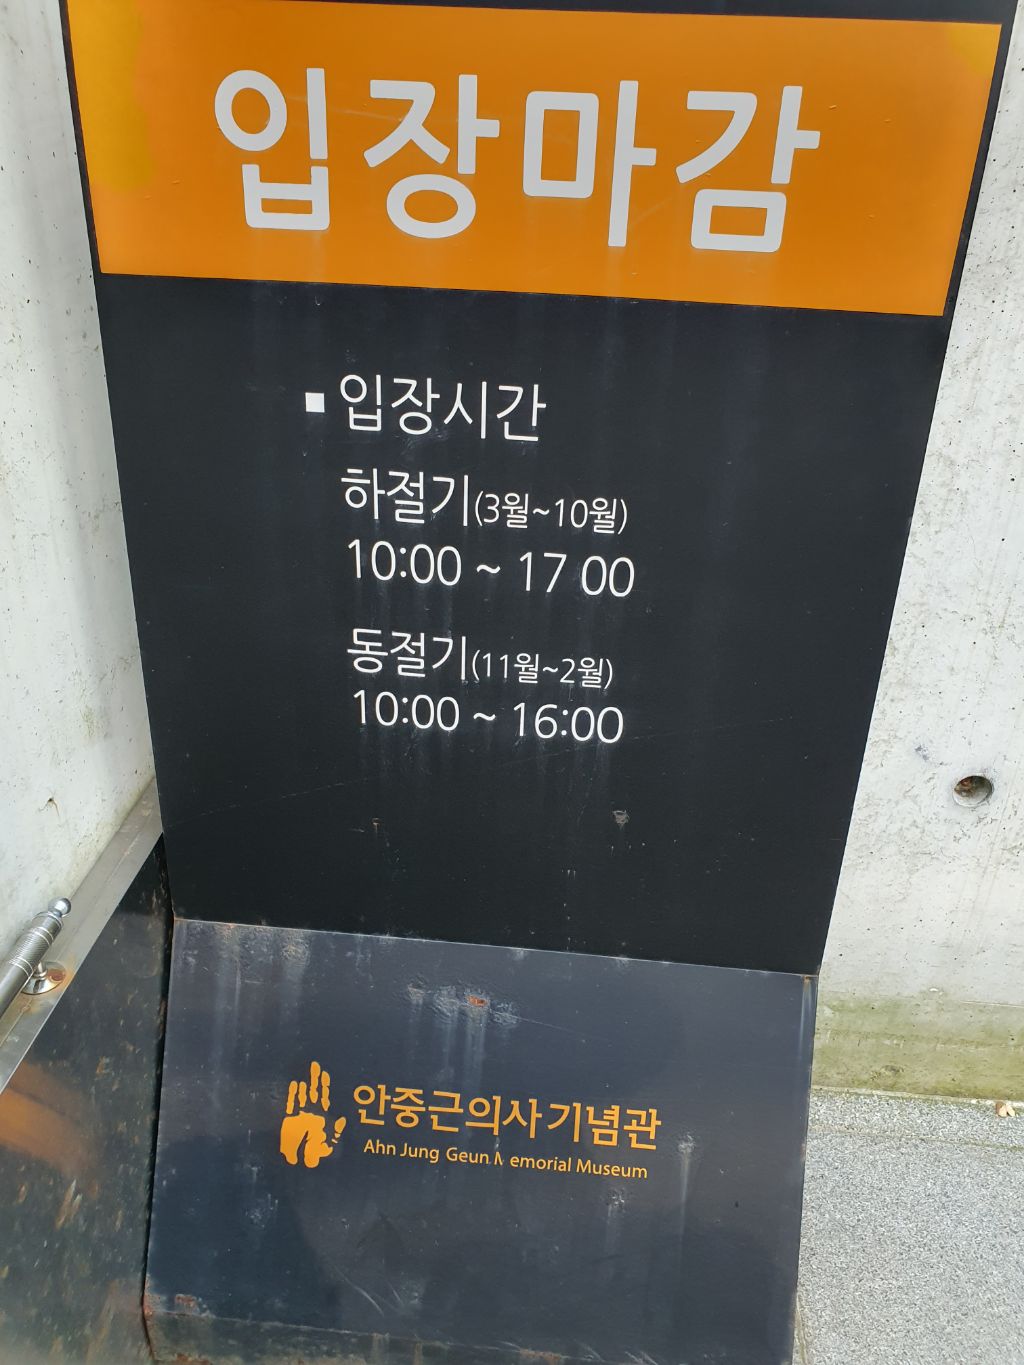 입장마감
▪ 입장시간
하절기(3월~10월)
10:00 ~ 17 00
동절기(11월~2월)
10:00 ~ 16:00
안중근의사기념관
Ahn Jung Geun Memorial Museum